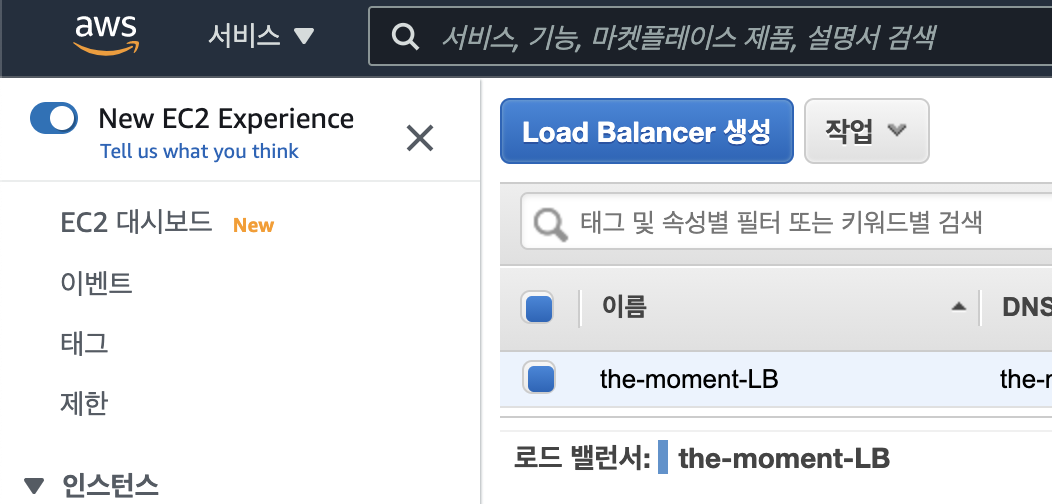 aws
서비스
서비스, 기능, 마켓플레이스 제품, 설명서 검색
New EC2 Experience
Tell us what you think
EC2 대시보드 New
이벤트
태그
제한
인스턴스
Load Balancer 생성
작업
태그 및 속성별 필터 또는 키워드별 검색
이름
DNS
the-moment-LB
로드 밸런서: the-moment-LB